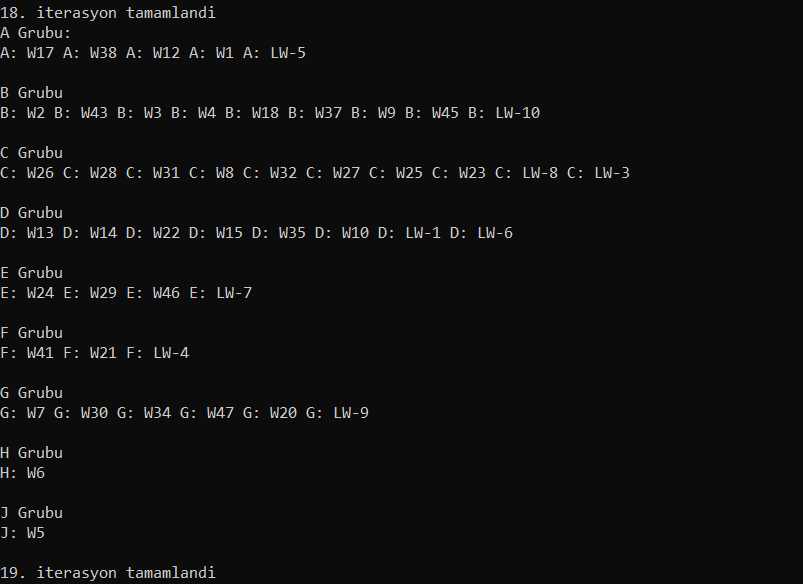 18. iterasyon tamamlandi
A Grubu:
A: W17 A: W38 A: W12 A: W1 A: LW-5
B Grubu
B: W2 B: W43 B: W3 B: W4 B: W18 B: W37 B: W9 B: W45 B: LW-10
C Grubu
C: W26 C: W28 C: W31 C: W8 C: W32 C: W27 C: W25 C: W23 C: LW-8 C: LW-3
D Grubu
D: W13 D: W14 D: W22 D: W15 D: W35 D: W10 D: LW-1 D: LW-6
E Grubu
E: W24 E: W29 E: W46 E: LW-7
F Grubu
F: W41 F: W21 F: LW-4
G Grubu
G: W7 G: W30 G: W34 G: W47 G: W20 G: LW-9
H Grubu
H: W6
J Grubu
J: W5
19. iterasyon tamamlandi